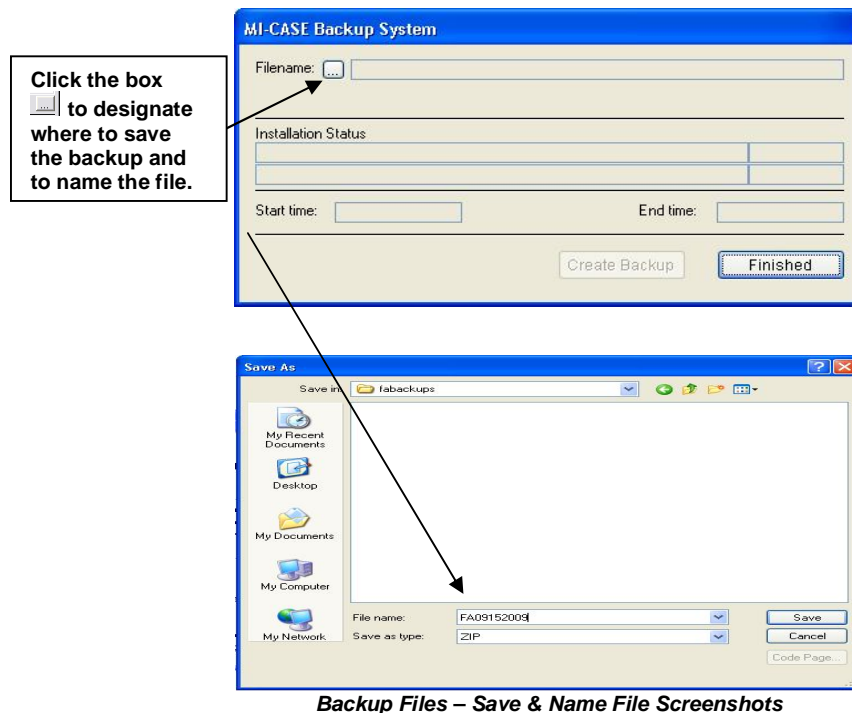 MI-CASE Backup System
Filename: ...
Click the box
... to designate
where to save
the backup and
to name the file.
Installation Status
Start time:
End time:
Create Backup
Finished
Save As
Save in:
fabackups
My Recent
Documents
Desktop
My Documents
My Computer
My Network
File name:
FA09152009
Save
Save as type:
ZIP
Cancel
Code Page...
Backup Files – Save & Name File Screenshots